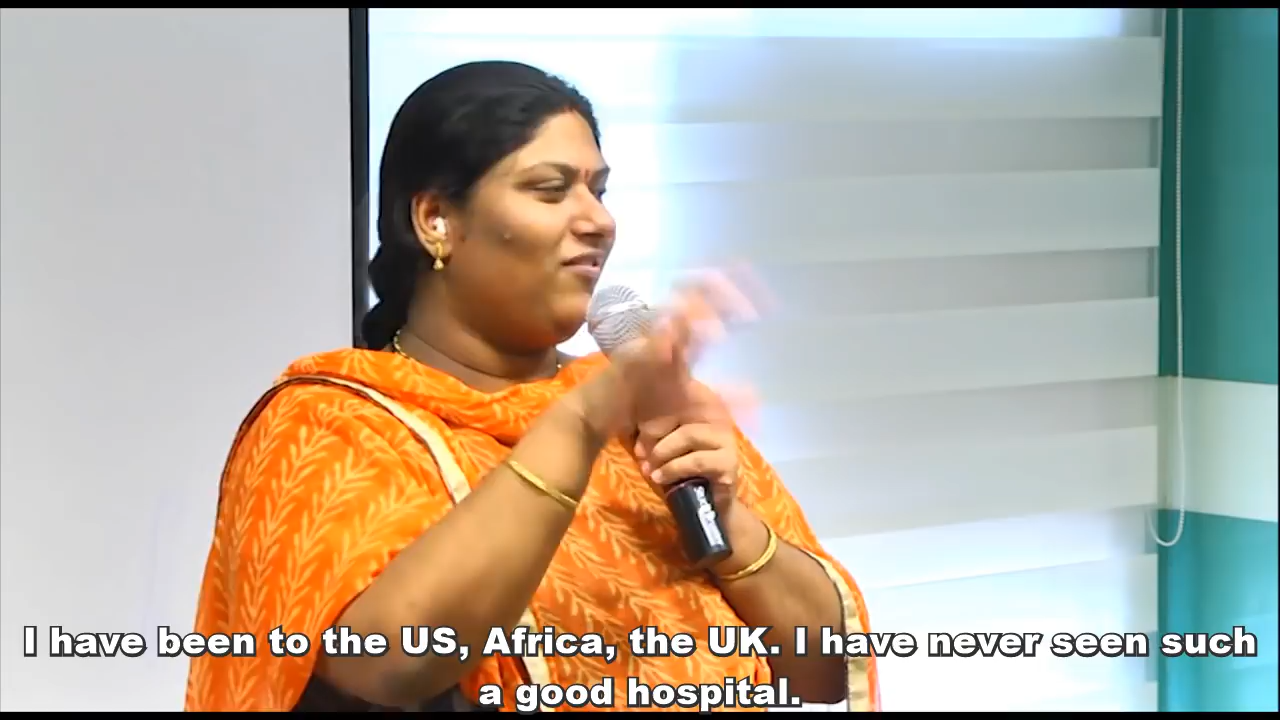 I have been to the US, Africa, the UK. I have never seen such
a good hospital.